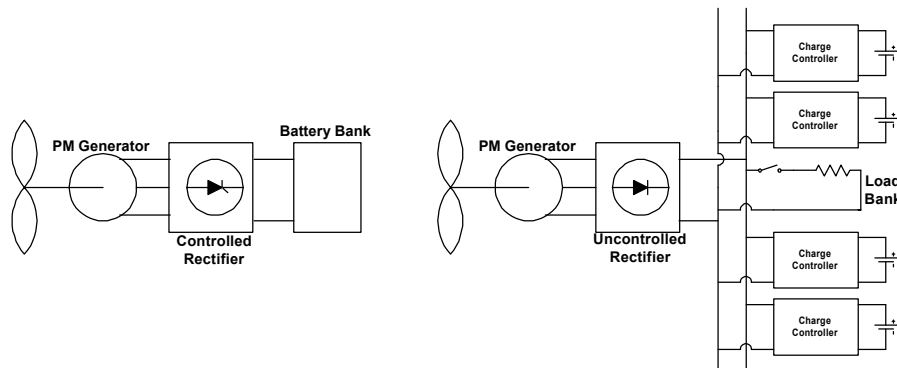 PM Generator
Battery Bank
Controlled
Rectifier
PM Generator
Uncontrolled
Rectifier
Charge
Controller
+
-
Charge
Controller
+
-
Load
Bank
Charge
Controller
+
-
Charge
Controller
+
-